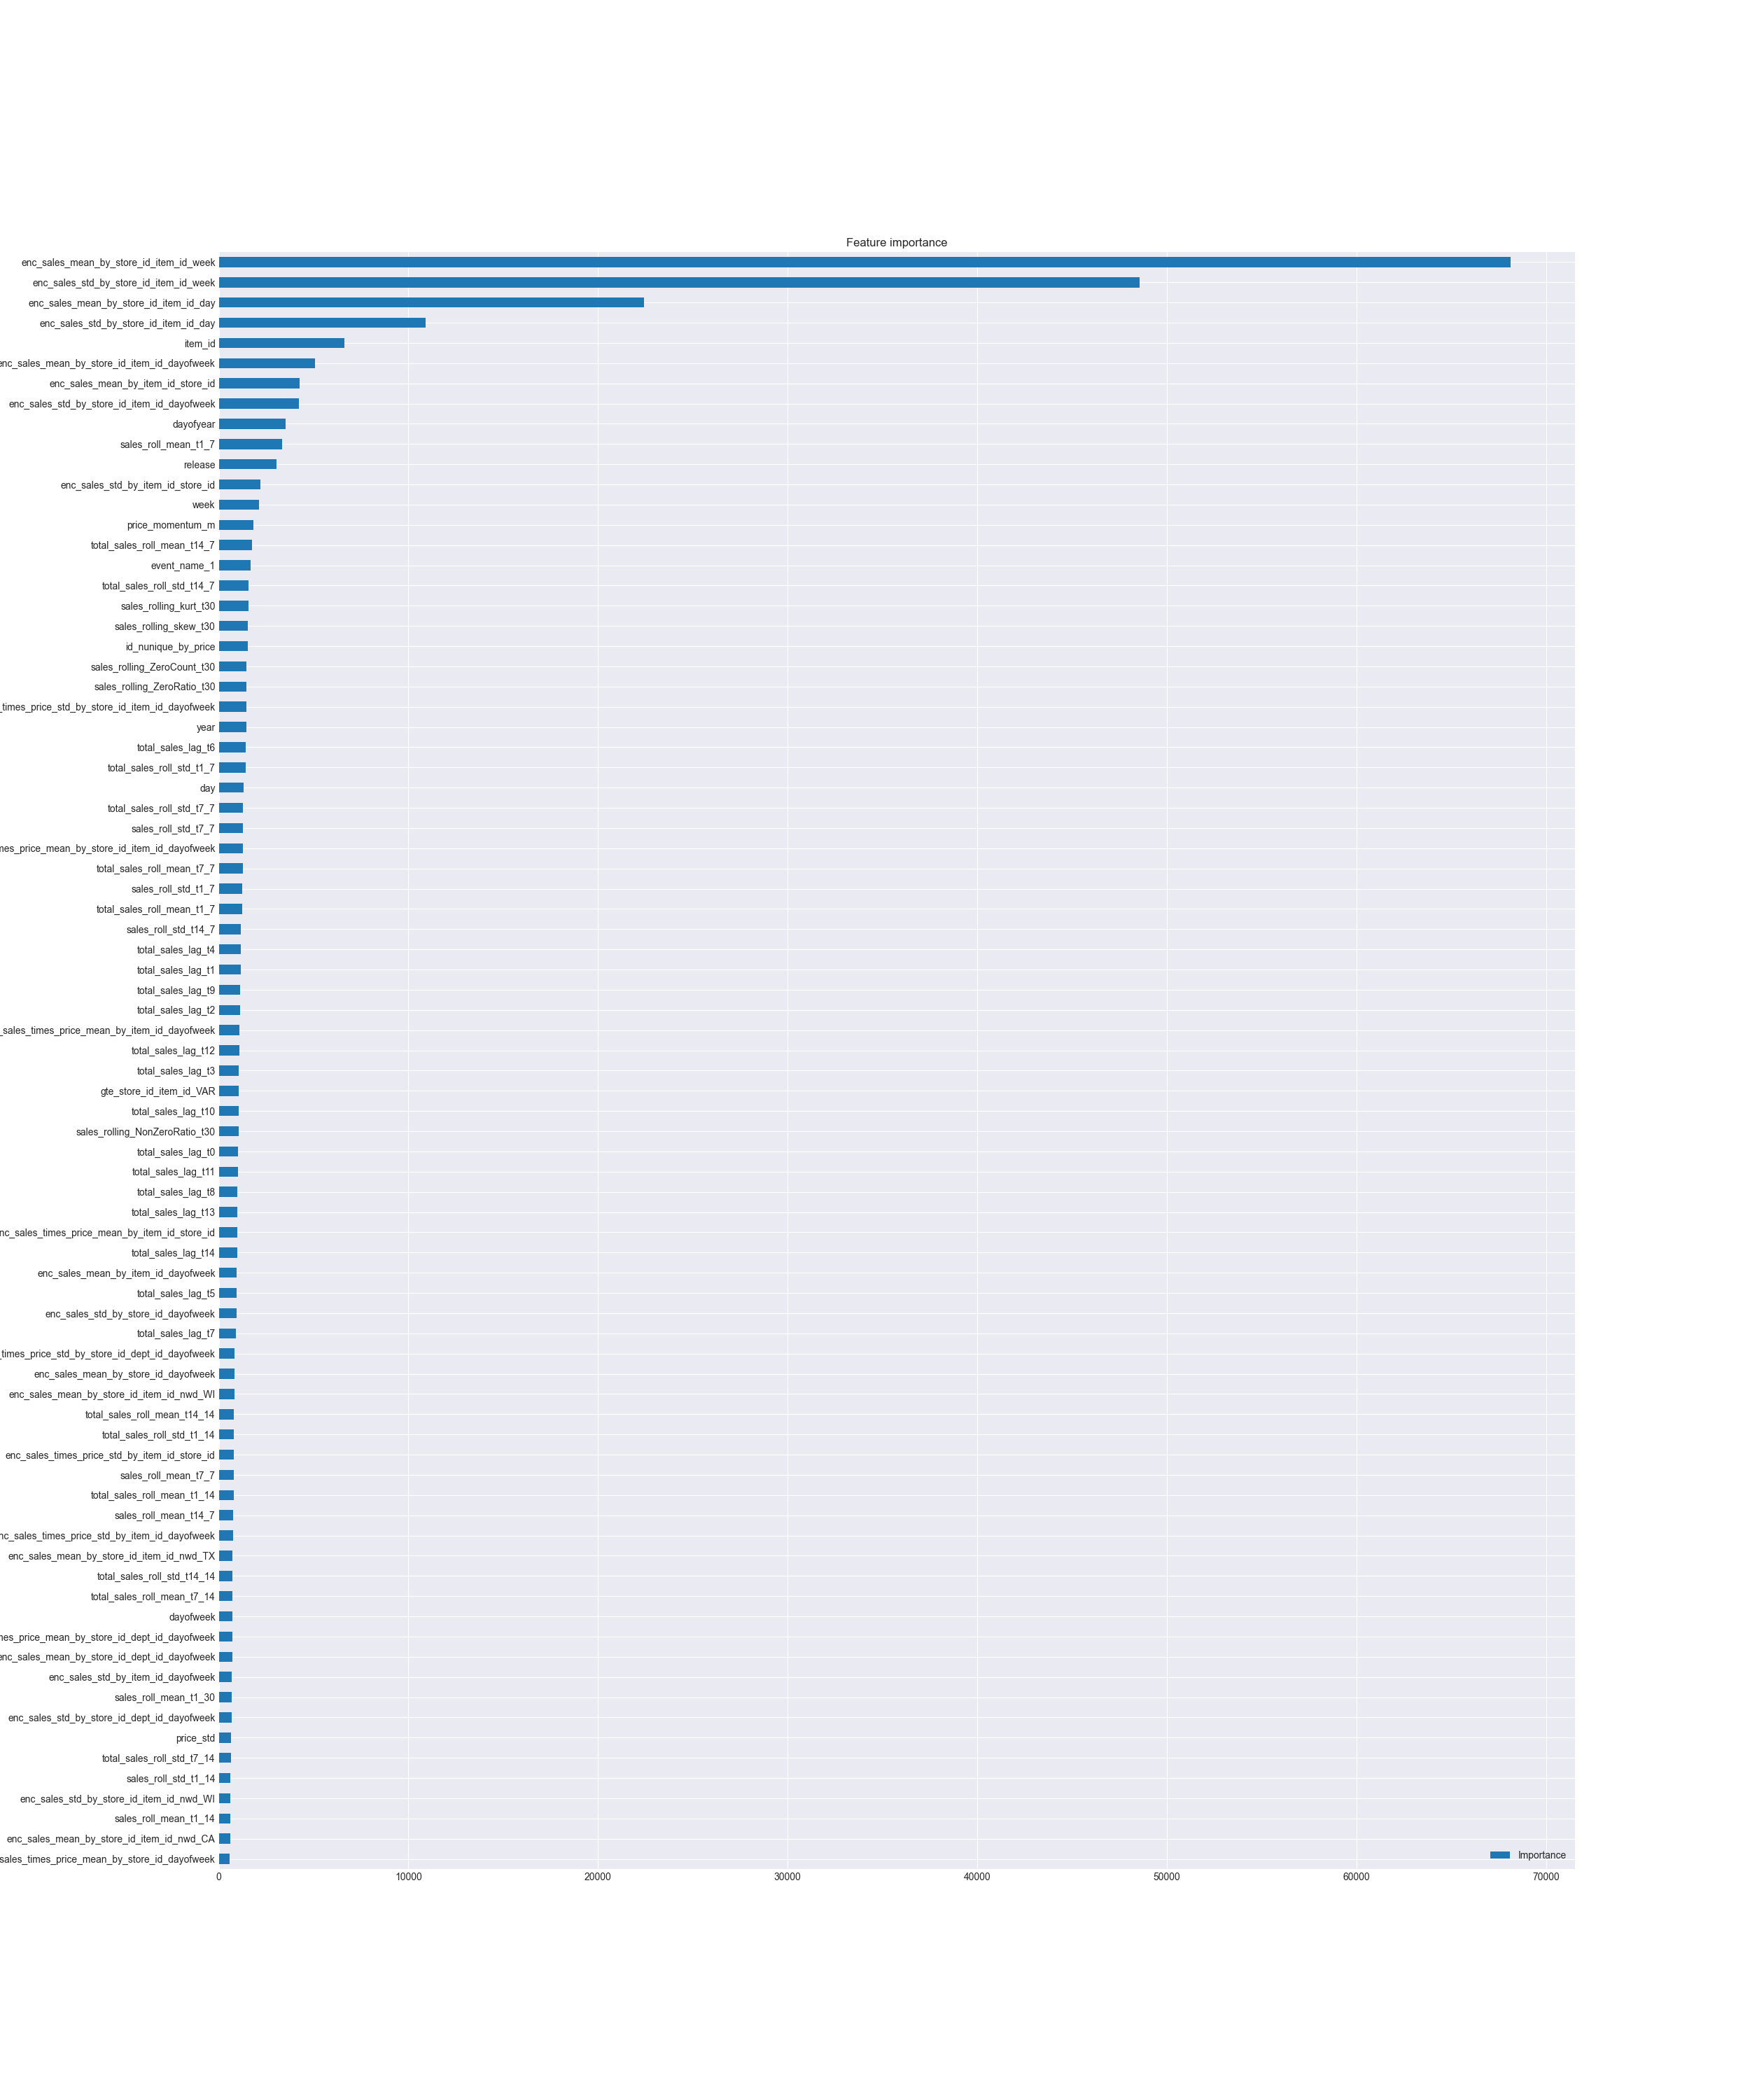 Feature importance
enc_sales_mean_by_store_id_item_id_week
enc_sales_std_by_store_id_item_id_week
enc_sales_mean_by_store_id_item_id_day
enc_sales_std_by_store_id_item_id_day
item_id
enc_sales_mean_by_store_id_item_id_dayofweek
enc_sales_mean_by_item_id_store_id
enc_sales_std_by_store_id_item_id_dayofweek
dayofyear
sales_roll_mean_t1_7
release
enc_sales_std_by_item_id_store_id
week
price_momentum_m
total_sales_roll_mean_t14_7
event_name_1
total_sales_roll_std_t14_7
sales_rolling_kurt_t30
sales_rolling_skew_t30
id_nunique_by_price
sales_rolling_ZeroCount_t30
sales_rolling_ZeroRatio_t30
_times_price_std_by_store_id_item_id_dayofweek
year
total_sales_lag_t6
total_sales_roll_std_t1_7
day
total_sales_roll_std_t7_7
sales_roll_std_t7_7
mes_price_mean_by_store_id_item_id_dayofweek
total_sales_roll_mean_t7_7
sales_roll_std_t1_7
total_sales_roll_mean_t1_7
sales_roll_std_t14_7
total_sales_lag_t4
total_sales_lag_t1
total_sales_lag_t9
total_sales_lag_t2
_sales_times_price_mean_by_item_id_dayofweek
total_sales_lag_t12
total_sales_lag_t3
gte_store_id_item_id_VAR
total_sales_lag_t10
sales_rolling_NonZeroRatio_t30
total_sales_lag_t0
total_sales_lag_t11
total_sales_lag_t8
total_sales_lag_t13
nc_sales_times_price_mean_by_item_id_store_id
total_sales_lag_t14
enc_sales_mean_by_item_id_dayofweek
total_sales_lag_t5
enc_sales_std_by_store_id_dayofweek
total_sales_lag_t7
_times_price_std_by_store_id_dept_id_dayofweek
enc_sales_mean_by_store_id_dayofweek
enc_sales_mean_by_store_id_item_id_nwd_WI
total_sales_roll_mean_t14_14
total_sales_roll_std_t1_14
enc_sales_times_price_std_by_item_id_store_id
sales_roll_mean_t7_7
total_sales_roll_mean_t1_14
sales_roll_mean_t14_7
nc_sales_times_price_std_by_item_id_dayofweek
enc_sales_mean_by_store_id_item_id_nwd_TX
total_sales_roll_std_t14_14
total_sales_roll_mean_t7_14
dayofweek
mes_price_mean_by_store_id_dept_id_dayofweek
enc_sales_mean_by_store_id_dept_id_dayofweek
enc_sales_std_by_item_id_dayofweek
sales_roll_mean_t1_30
enc_sales_std_by_store_id_dept_id_dayofweek
price_std
total_sales_roll_std_t7_14
sales_roll_std_t1_14
enc_sales_std_by_store_id_item_id_nwd_WI
sales_roll_mean_t1_14
enc_sales_mean_by_store_id_item_id_nwd_CA
sales_times_price_mean_by_store_id_dayofweek
Importance
0 10000 20000 30000 40000 50000 60000 70000